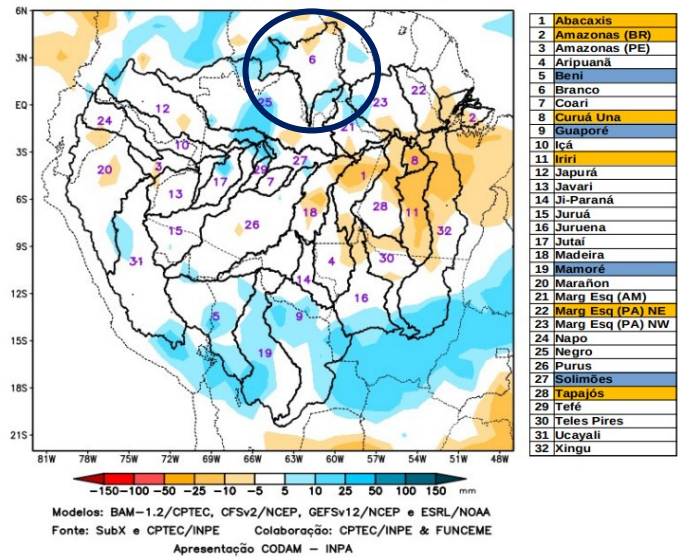 6N
3N
EQ
3S
6S
9S
12S
15S
18S
21S
6
12
25
23
22
24
21
2
10
20
3
29
27
8
17
7
1
13
18
28
11
15
26
32
31
4
30
14
16
5
9
19
81W 78W 75W 72W 69W 66W 63W 60W 57W 54W 51W 48W
−150 −100 −50 −25 −10 −5 5 10 25 50 100 150 mm
Modelos: BAM−1.2/CPTEC, CFSv2/NCEP, GEFSv12/NCEP e ESRL/NOAA
Fonte: SubX e CPTEC/INPE Colaboração: CPTEC/INPE & FUNCEME
Apresentação CODAM − INPA
1 Abacaxis
2 Amazonas (BR)
3 Amazonas (PE)
4 Aripuanã
5 Beni
6 Branco
7 Coari
8 Curuá Una
9 Guaporé
10 Içá
11 Iriri
12 Japurá
13 Javari
14 Ji-Paraná
15 Juruá
16 Juruena
17 Jutaí
18 Madeira
19 Mamoré
20 Marañon
21 Marg Esq (AM)
22 Marg Esq (PA) NE
23 Marg Esq (PA) NW
24 Napo
25 Negro
26 Purus
27 Solimões
28 Tapajós
29 Tefé
30 Teles Pires
31 Ucayali
32 Xingu